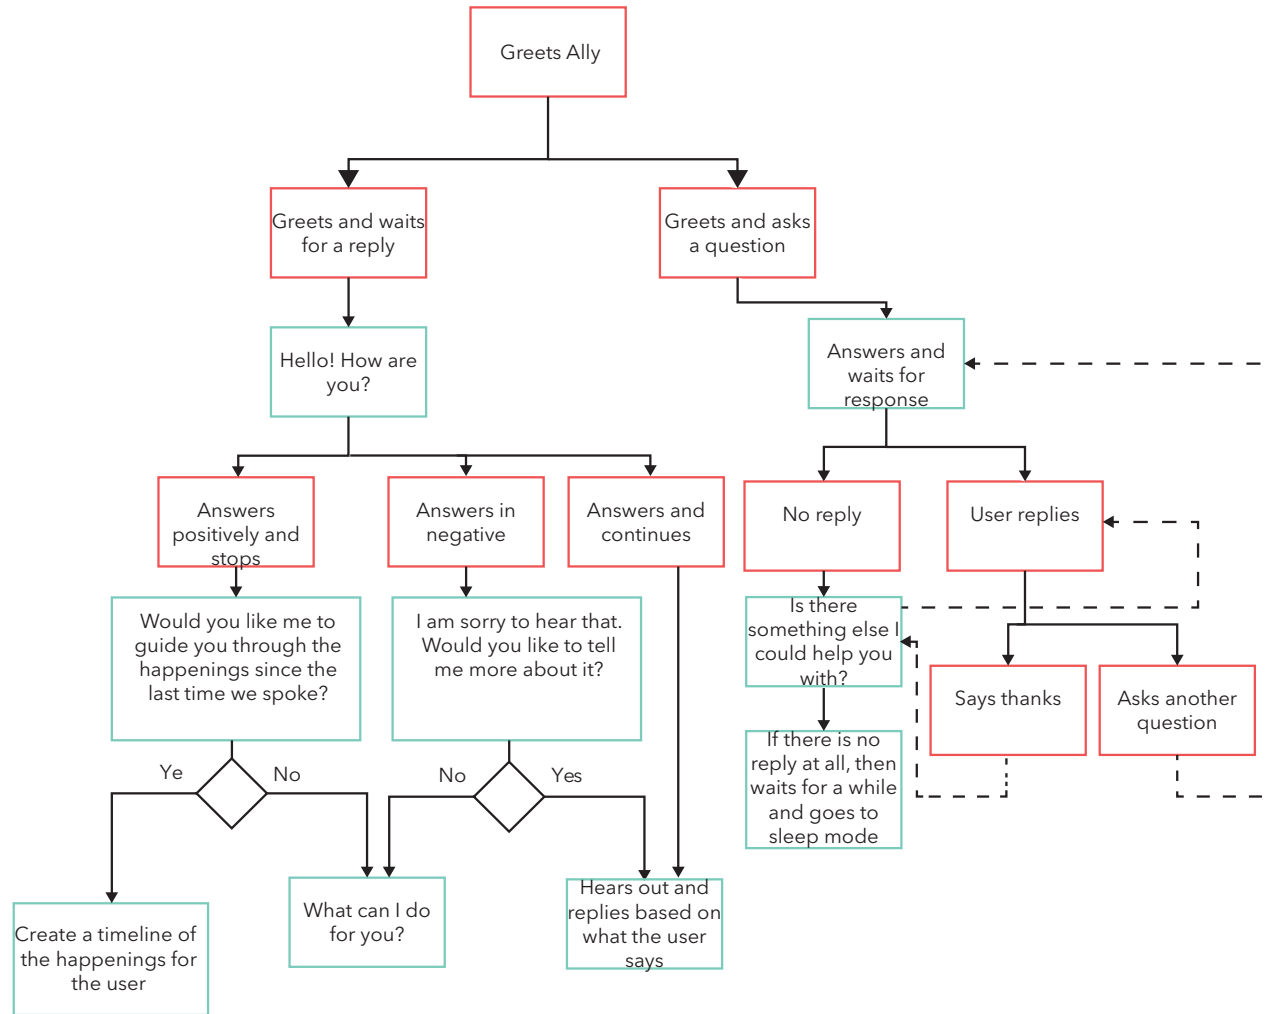 Greets Ally
Greets and waits
for a reply
Greets and asks
a question
Hello! How are
you?
Answers and
waits for
response
Answers
positively and
stops
Answers in
negative
Answers and
continues
No reply
User replies
Would you like me to
guide you through the
happenings since the
last time we spoke?
I am sorry to hear that.
Would you like to tell
me more about it?
Is there
something else I
could help you
with?
Says thanks
Asks another
question
If there is no
reply at all, then
waits for a while
and goes to
sleep mode
Ye
No
No
Yes
Create a timeline of
the happenings for
the user
What can I do
for you?
Hears out and
replies based on
what the user
says